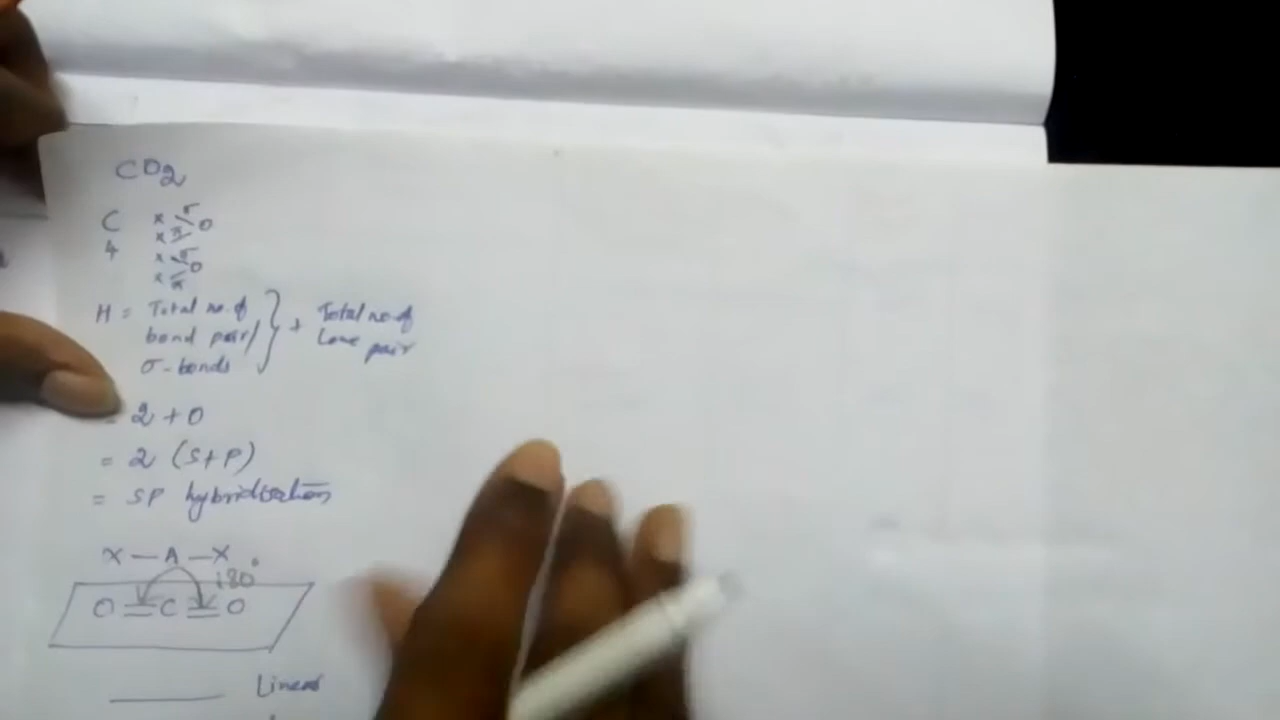 CO2
C x σ O
4 x π
x σ O
x π
H = Total no. of } + Total no. of
bond pair/ Lone pair
σ-bonds
= 2 + 0
= 2 (S+P)
= SP hybridization
X — A — X
180°
O = C = O
Linear